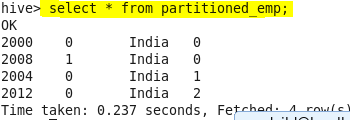 hive> select * from partitioned_emp;
OK
2000 0 India 0
2008 1 India 0
2004 0 India 1
2012 0 India 2
Time taken: 0.237 seconds, Fetched: 4 row(s)